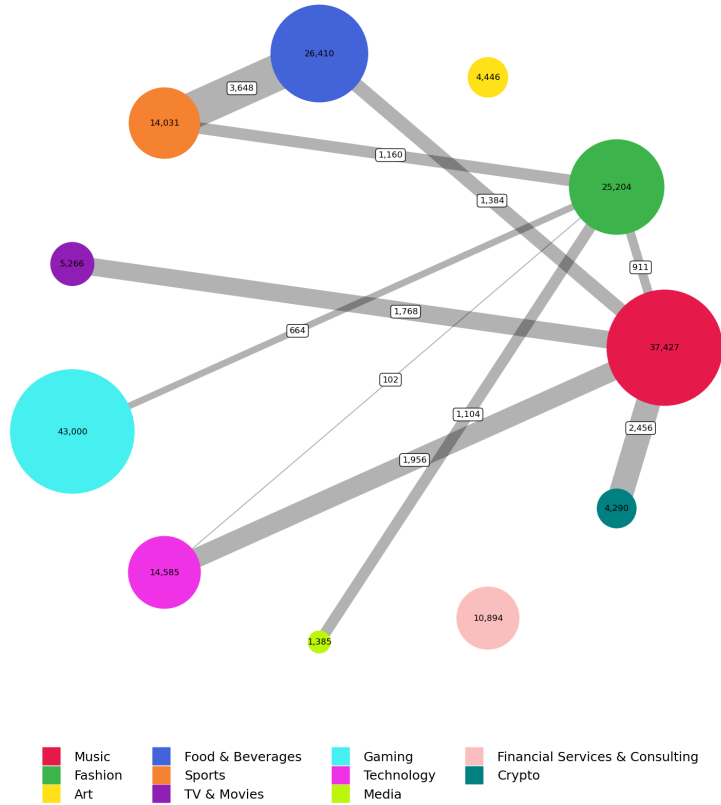 26,410
4,446
3,648
14,031
1,160
25,204
1,384
5,266
911
1,768
664
37,427
102
1,104
43,000
2,456
1,956
4,290
14,585
10,894
1,385
Music
Fashion
Art
Food & Beverages
Sports
TV & Movies
Gaming
Technology
Media
Financial Services & Consulting
Crypto